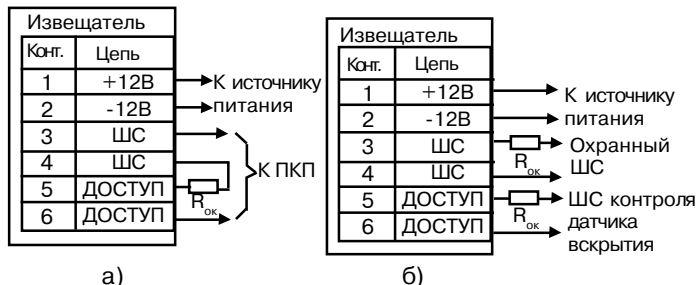 Извещатель
Конт. Цепь
1 +12В К источнику
2 -12В питания
3 ШС
4 ШС К ПКП
5 ДОСТУП Rок
6 ДОСТУП
а)
Извещатель
Конт. Цепь
1 +12В К источнику
2 -12В питания
3 ШС Rок Охранный
4 ШС ШС
5 ДОСТУП Rок ШС контроля
6 ДОСТУП датчика
вскрытия
б)